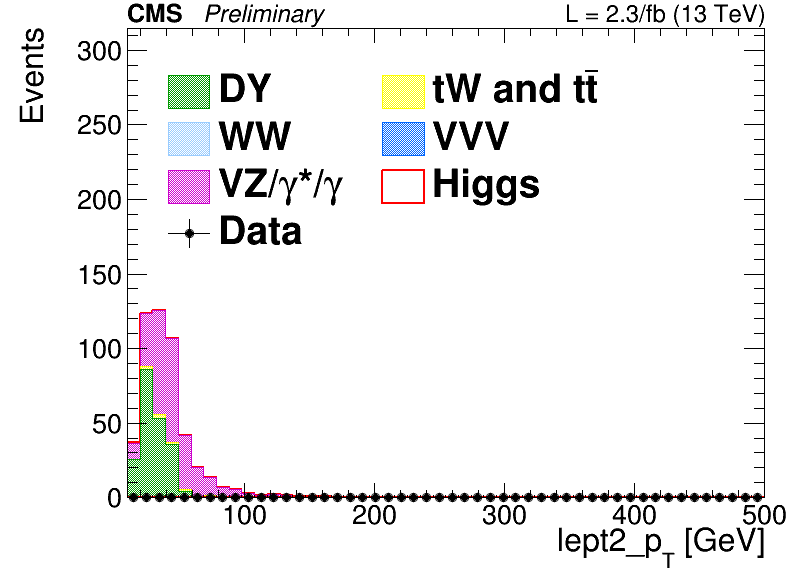 CMS Preliminary L = 2.3/fb (13 TeV)
Events
300
250
200
150
100
50
0
DY tW and tt̄
WW VVV
VZ/γ*/γ Higgs
Data
100 200 300 400 500
lept2_p_T [GeV]